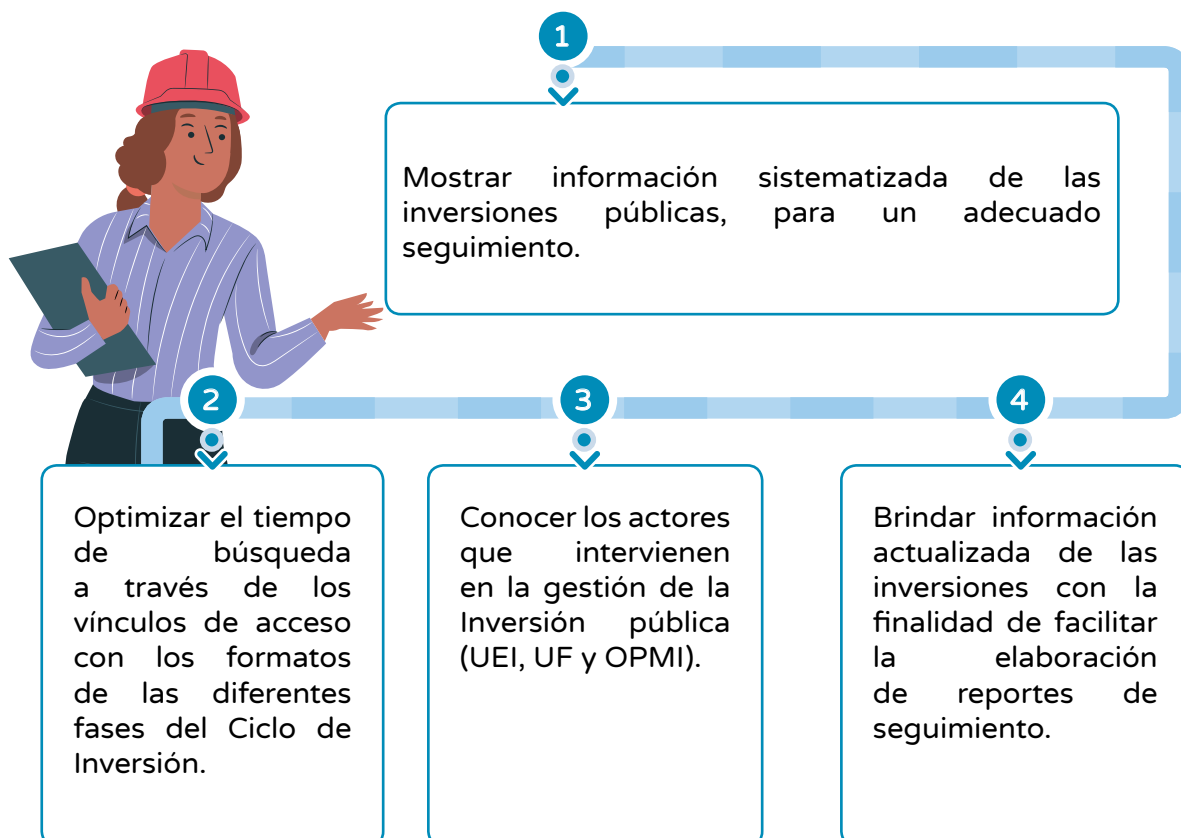 1
Mostrar información sistematizada de las
inversiones públicas, para un adecuado
seguimiento.
2
Optimizar el tiempo
de búsqueda
a través de los
vínculos de acceso
con los formatos
de las diferentes
fases del Ciclo de
Inversión.
3
Conocer los actores
que intervienen
en la gestión de la
Inversión pública
(UEI, UF y OPMI).
4
Brindar información
actualizada de las
inversiones con la
finalidad de facilitar
la elaboración
de reportes de
seguimiento.